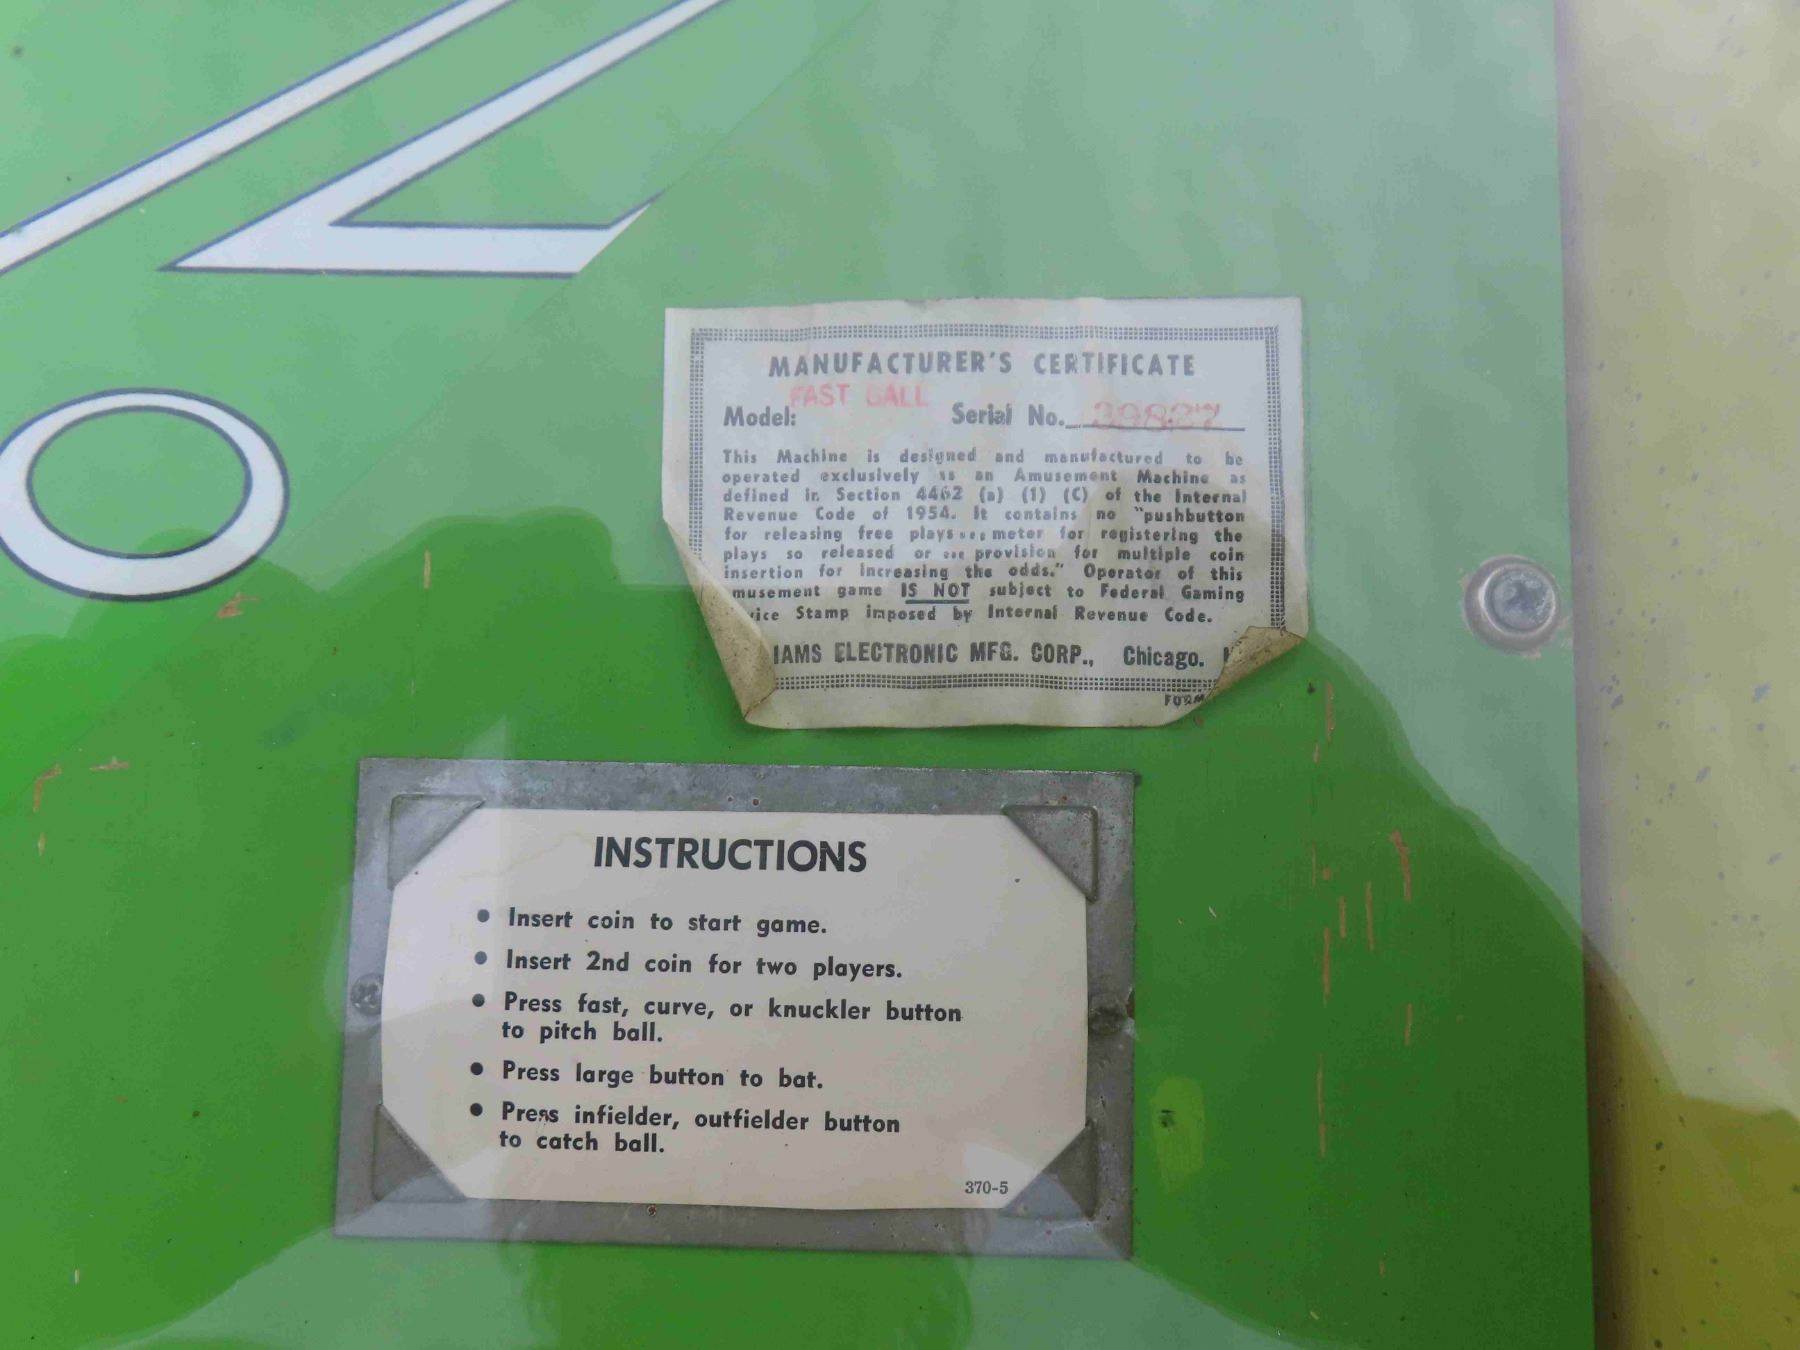 MANUFACTURER'S CERTIFICATE
FAST BALL
Model: Serial No. 39827
This Machine is designed and manufactured to be
operated exclusively as an Amusement Machine as
defined in Section 4462 (a) (1) (C) of the Internal
Revenue Code of 1954. It contains no "pushbutton
for releasing free plays... meter for registering the
plays so released or ... provision for multiple coin
insertion for increasing the odds." Operator of this
musement game IS NOT subject to Federal Gaming
vice Stamp imposed by Internal Revenue Code.
IAMS ELECTRONIC MFG. CORP., Chicago.
FORM
INSTRUCTIONS
• Insert coin to start game.
• Insert 2nd coin for two players.
• Press fast, curve, or knuckler button
to pitch ball.
• Press large button to bat.
• Press infielder, outfielder button
to catch ball.
370-5